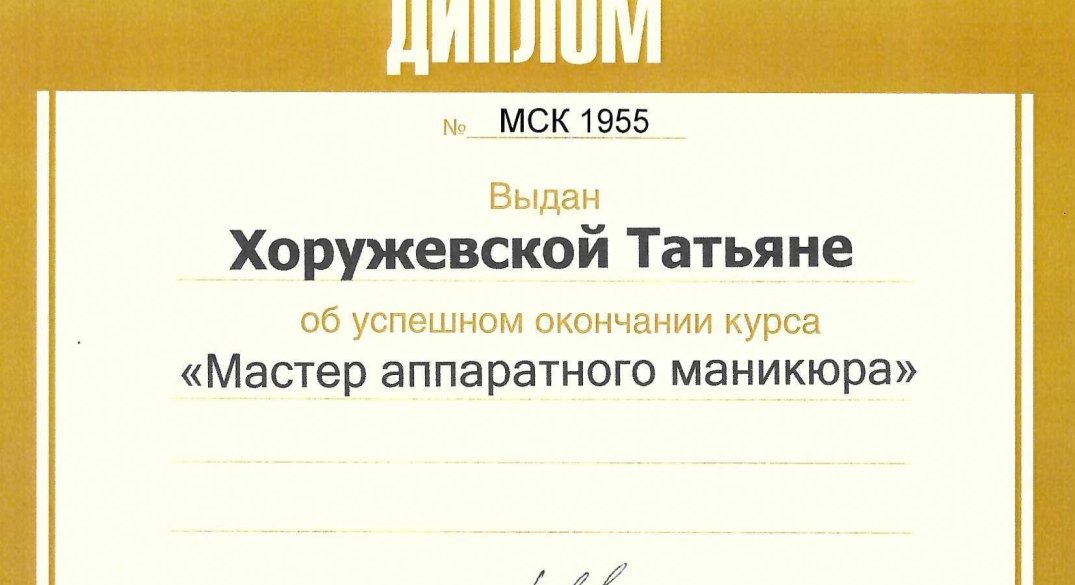 ДИПЛОМ
№ МСК 1955
Выдан
Хоружевской Татьяне
об успешном окончании курса
«Мастер аппаратного маникюра»